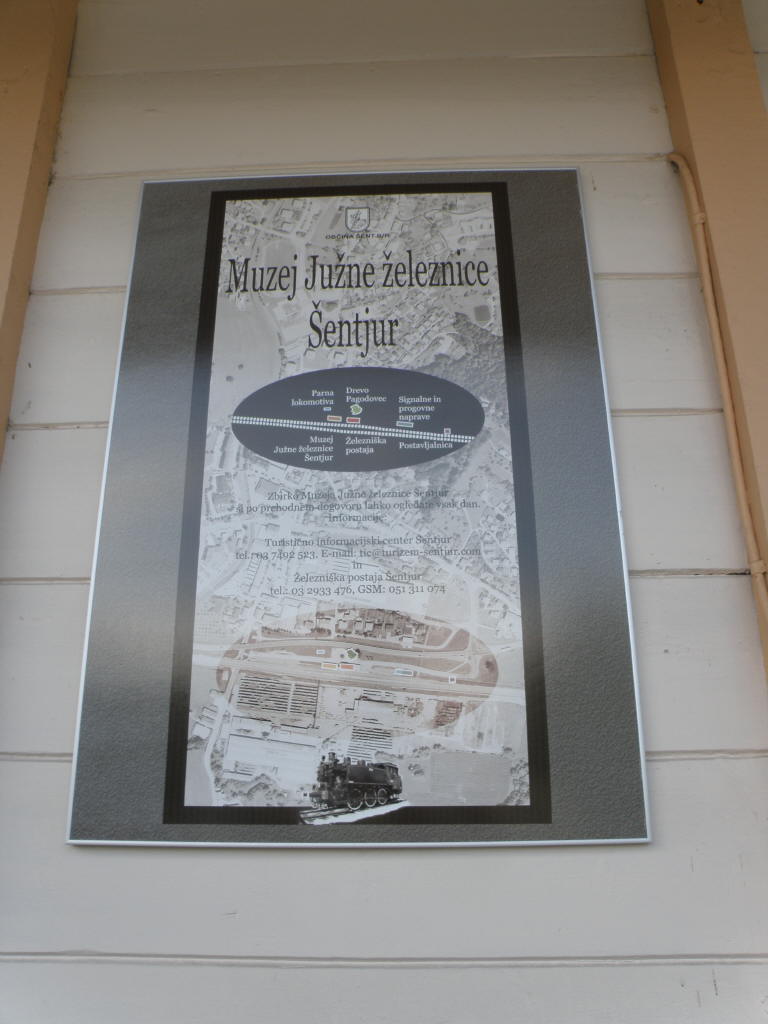 OBČINA ŠENTJUR
Muzej Južne železnice
Šentjur
Parna
lokomotiva
Drevo
Pagodovec
Signalne in
progovne
naprave
Muzej
Južne železnice
Šentjur
Železniška
postaja
Postavljalnica
Zbirko Muzeja Južne železnice Šentjur
si po prehodnem dogovoru lahko ogledate vsak dan.
Informacije:
Turistično informacijski center Šentjur
tel.: 03 7492 523, E-mail: tic@turizem-sentjur.com
in
Železniška postaja Šentjur
tel.: 03 2933 476, GSM: 051 311 074